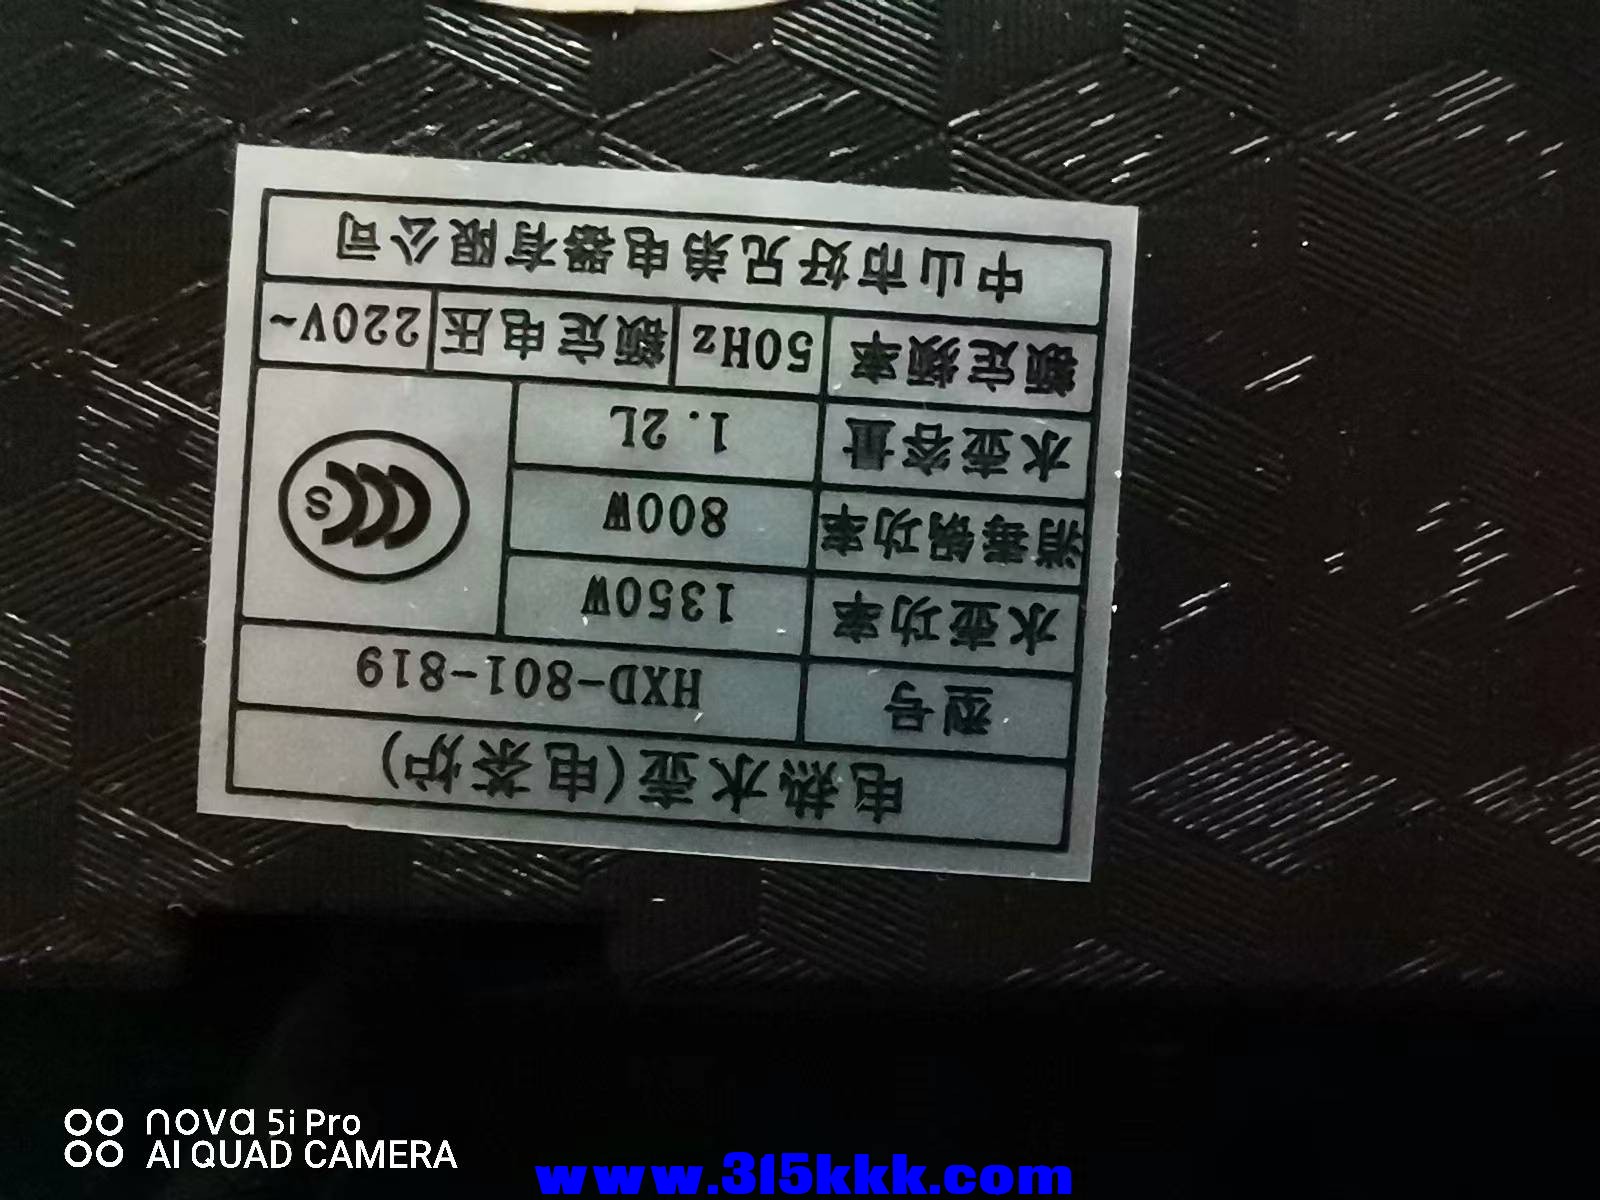 电热水壶(电茶炉)
型号 HXD-801-819
水壶功率 1350W
消毒锅功率 800W
水壶容量 1.2L
CCC S
额定频率 50Hz 额定电压 220V~
中山市好兄弟电器有限公司
nova 5i Pro
AI QUAD CAMERA
www.315kkk.com